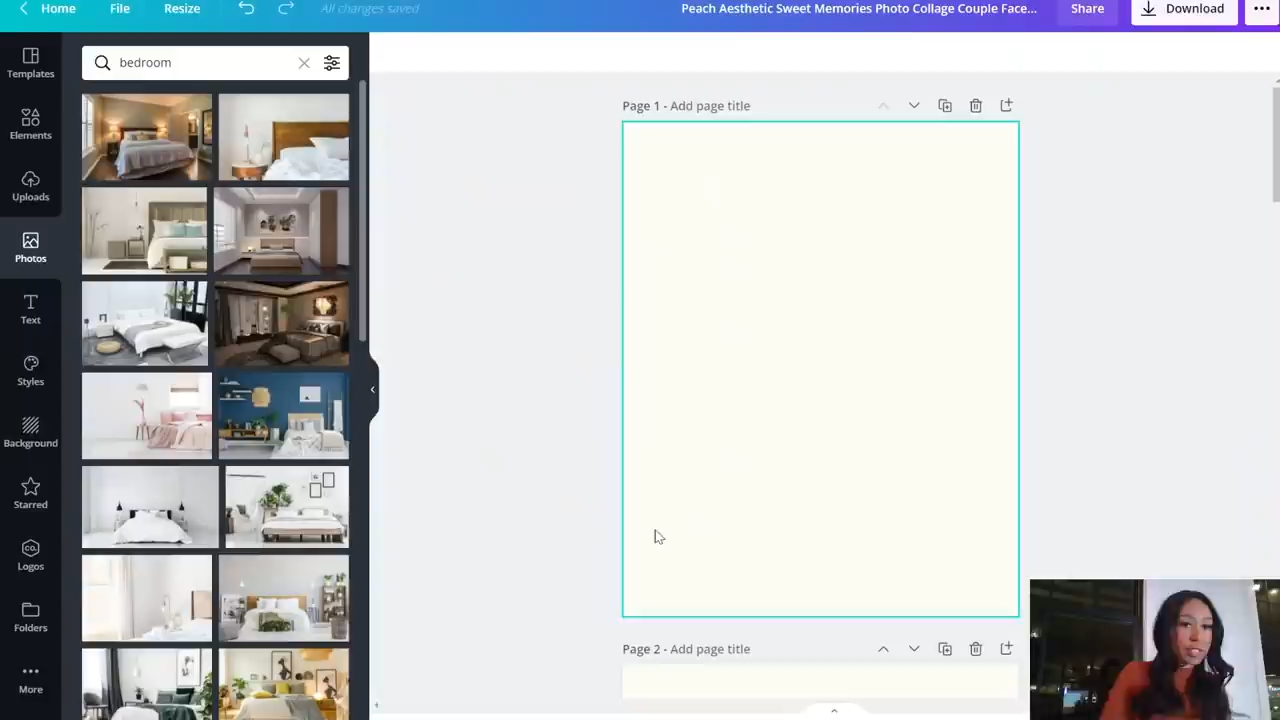 Home File Resize All changes saved Peach Aesthetic Sweet Memories Photo Collage Couple Face... Share Download
Templates
Elements
Uploads
Photos
Text
Styles
Background
Starred
CO.
Logos
Folders
More
bedroom
Page 1 - Add page title
Page 2 - Add page title